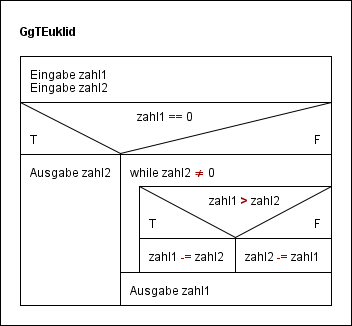 GgTEuklid
Eingabe zahl1
Eingabe zahl2
zahl1 == 0
T F
Ausgabe zahl2
while zahl2 ≠ 0
zahl1 > zahl2
T F
zahl1 -= zahl2
zahl2 -= zahl1
Ausgabe zahl1